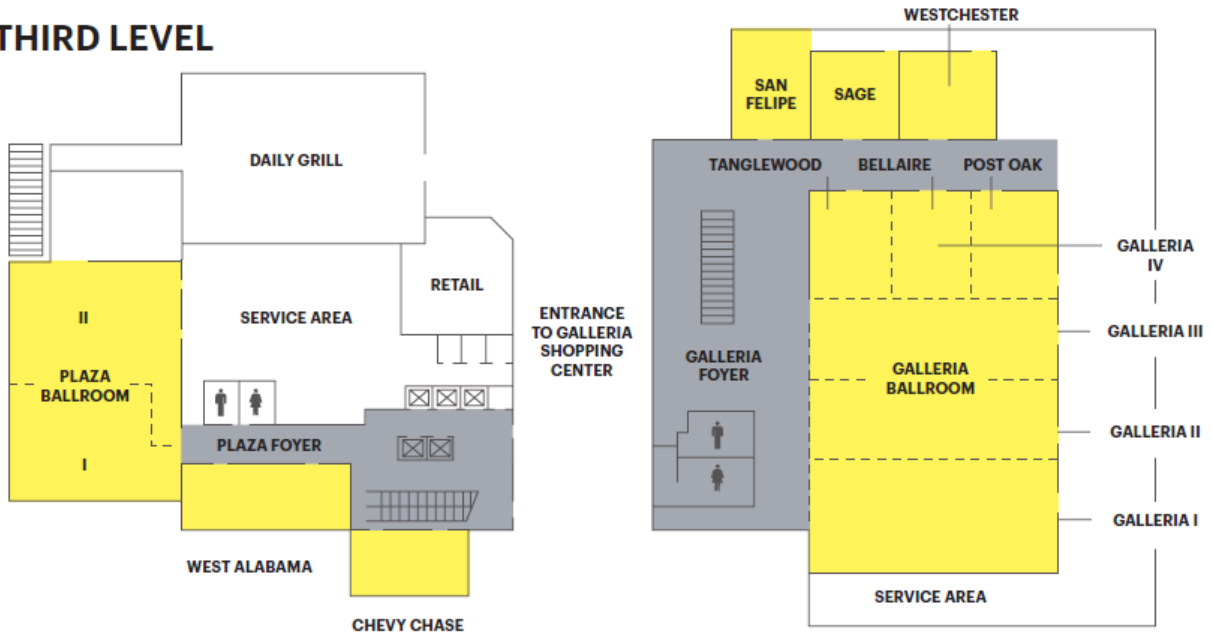 THIRD LEVEL
DAILY GRILL
RETAIL
SERVICE AREA
II
PLAZA
BALLROOM
I
PLAZA FOYER
WEST ALABAMA
CHEVY CHASE
ENTRANCE
TO GALLERIA
SHOPPING
CENTER
WESTCHESTER
SAN
FELIPE
SAGE
TANGLEWOOD
BELLAIRE
POST OAK
GALLERIA
IV
GALLERIA III
GALLERIA
FOYER
GALLERIA
BALLROOM
GALLERIA II
GALLERIA I
SERVICE AREA